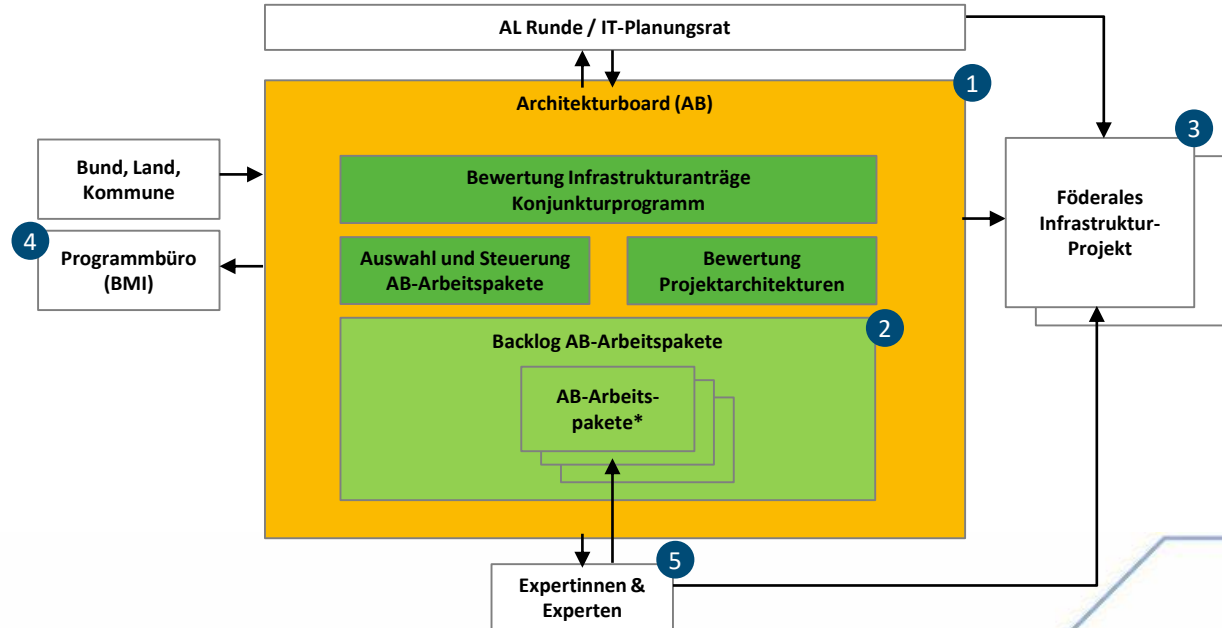 AL Runde / IT-Planungsrat
1
Architekturboard (AB)
3
Bund, Land,
Kommune
Bewertung Infrastrukturanträge
Konjunkturprogramm
Föderales
Infrastruktur-
Projekt
4
Programmbüro
(BMI)
Auswahl und Steuerung
AB-Arbeitspakete
Bewertung
Projektarchitekturen
2
Backlog AB-Arbeitspakete
AB-Arbeits-
pakete*
5
Expertinnen &
Experten